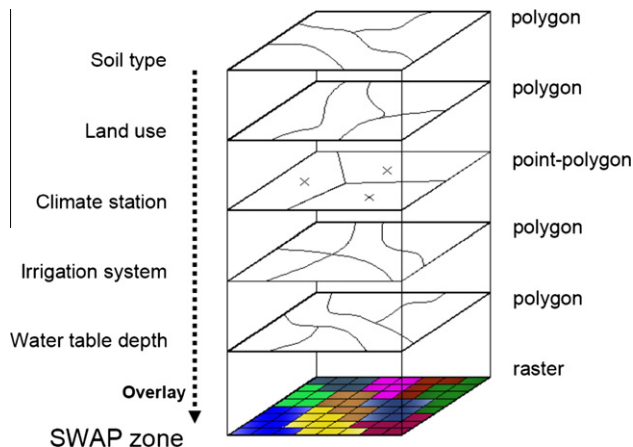 polygon
Soil type
polygon
Land use
point-polygon
Climate station
polygon
Irrigation system
polygon
Water table depth
raster
Overlay
SWAP zone